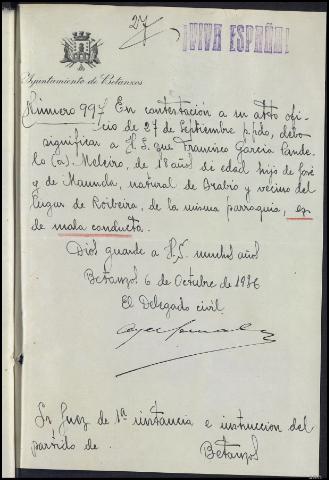 27
¡VIVA ESPAÑA!
Ayuntamiento de Betanzos
Número 997 En contestación a su atto ofi-
cio de 27 de Septiembre p.pdo, debo
significar a V.S. que Francisco Garcia Cande-
la (a) Meleiro, de 18 años de edad hijo de José
y de Manuela, natural de Arabio y vecino del
lugar de Roibeira, de la misma parroquia, es
de mala conducta.
Dios guarde a V.S. muchos años
Betanzos 6 de Octubre de 1936
El Delegado civil
Sr Juez de 1ª instancia e instrucción del
partido de Betanzos